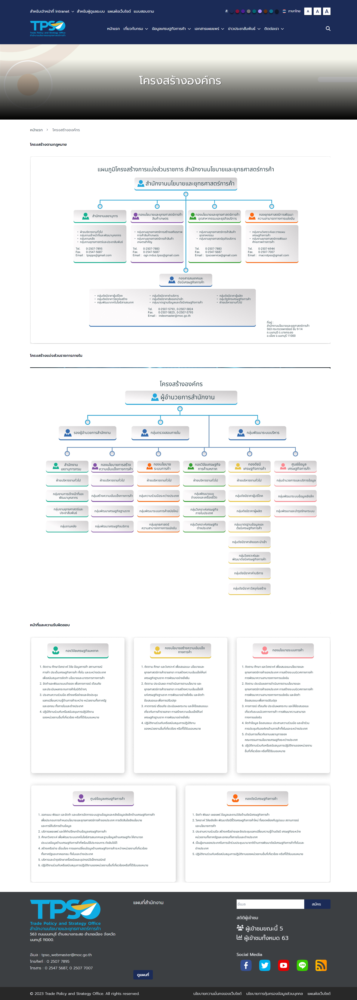 สำหรับเจ้าหน้าที่ Intranet สำหรับผู้ดูแลระบบ แผนผังเว็บไซต์ แบบสอบถาม
สี: ภาษาไทย A A A
TPSO
Trade Policy and Strategy Office
สำนักงานนโยบายและยุทธศาสตร์การค้า
หน้าแรก เกี่ยวกับกรม ข้อมูลเศรษฐกิจการค้า เอกสารเผยแพร่ ข่าวประชาสัมพันธ์ ติดต่อเรา
โครงสร้างองค์กร
หน้าแรก > โครงสร้างองค์กร
โครงสร้างตามกฎหมาย
แผนภูมิโครงสร้างการแบ่งส่วนราชการ สำนักงานนโยบายและยุทธศาสตร์การค้า
สำนักงานนโยบายและยุทธศาสตร์การค้า
สำนักงานเลขานุการ
• ฝ่ายบริหารงานทั่วไป
• กลุ่มงานเจ้าหน้าที่และพัฒนาบุคลากร
• กลุ่มงานคลัง
• กลุ่มงานยุทธศาสตร์และประชาสัมพันธ์
Tel. 0-2507-7895
Fax. 0-2547-5687
Email : tpspps@gmail.com
กองนโยบายและยุทธศาสตร์การค้า
สินค้าเกษตร
• กลุ่มงานยุทธศาสตร์การสร้างเสถียรภาพ
การค้าสินค้าเกษตร
• กลุ่มงานยุทธศาสตร์การค้าสินค้า
เกษตรสำคัญ
Tel. 0-2507-7883
Fax. 0-2547-5687
Email : ogn.indus.tpso@gmail.com
กองนโยบายและยุทธศาสตร์การค้า
อุตสาหกรรมและธุรกิจบริการ
• กลุ่มงานยุทธศาสตร์การค้าสินค้า
อุตสาหกรรม
• กลุ่มงานยุทธศาสตร์ธุรกิจบริการ
Tel. 0-2507-7883
Fax. 0-2547-5687
Email : tpsoservice@gmail.com
กองยุทธศาสตร์การพัฒนา
ความสามารถทางการแข่งขัน
• กลุ่มงานวิเคราะห์และวางแผน
เศรษฐกิจการค้า
• กลุ่มงานยุทธศาสตร์การพัฒนา
ศักยภาพทางการค้า
Tel. 0-2507-6944
Fax. 0-2507-7007
Email : macrotpso@gmail.com
กองสารสนเทศและ
ดัชนีเศรษฐกิจการค้า
• กลุ่มดัชนีราคาผู้บริโภค
• กลุ่มดัชนีราคาวัสดุก่อสร้าง
• กลุ่มพัฒนาเทคโนโลยีสารสนเทศ
• กลุ่มดัชนีราคาค่าบริการ
• กลุ่มดัชนีราคาส่งออกนำเข้า
• กลุ่มมาตรฐานข้อมูลและดัชนีเศรษฐกิจการค้า
• กลุ่มดัชนีราคาผู้ผลิต
• กลุ่มวัฏจักรเศรษฐกิจการค้า
• ฝ่ายบริหารงานทั่วไป
Tel. 0-2507-5793 , 0-2507-5824
Fax. 0-2507-5825 , 0-2507-5795
Email : indexmaster@moc.go.th
ที่อยู่ :
สำนักงานนโยบายและยุธศาสตร์การค้า
563 กระทรวงพาณิชย์ ชั้น 9-14
ถ.นนทบุรี ต.บางกระสอ
อ.เมือง จ.นนทบุรี 11000
โครงสร้างแบ่งส่วนราชการภายใน
โครงสร้างองค์กร
ผู้อำนวยการสำนักงาน
รองผู้อำนวยการสำนักงาน
กลุ่มตรวจสอบภายใน
กลุ่มพัฒนาระบบบริหาร
สำนักงาน
เลขานุการกรม
ฝ่ายบริหารงานทั่วไป
กลุ่มงานการเจ้าหน้าที่และ
พัฒนาบุคลากร
กลุ่มงานยุทธศาสตร์และ
ประชาสัมพันธ์
กลุ่มงานคลัง
กองนโยบายการสร้าง
ความเข้มแข็งทางการค้า
ฝ่ายบริหารงานทั่วไป
กลุ่มสร้างความเข้มแข็งทางการค้า
กลุ่มพัฒนาเศรษฐกิจฐานราก
กลุ่มพัฒนาเศรษฐกิจบริการ
กองนโยบาย
ระบบการค้า
ฝ่ายบริหารงานทั่วไป
กลุ่มความร่วมมือระหว่างประเทศ
กลุ่มพัฒนาระบบการค้าสมัยใหม่
กลุ่มยุทธศาสตร์
ความสามารถทางการแข่งขัน
กองวิจัยเศรษฐกิจ
การค้ามหภาค
ฝ่ายบริหารงานทั่วไป
กลุ่มพัฒนาแบบ
จำลองและเครื่องชี้วัด
กลุ่มวิเคราะห์เศรษฐกิจ
ภายในประเทศ
กลุ่มวิเคราะห์เศรษฐกิจ
ต่างประเทศ
กองดัชนี
เศรษฐกิจการค้า
ฝ่ายบริหารงานทั่วไป
กลุ่มดัชนีราคาผู้บริโภค
กลุ่มดัชนีราคาผู้ผลิต
กลุ่มมาตรฐานข้อมูลและ
ดัชนีเศรษฐกิจการค้า
กลุ่มดัชนีราคาส่งออก-นำเข้า
กลุ่มวิเคราะห์และ
พัฒนาดัชนีเศรษฐกิจการค้า
กลุ่มดัชนีราคาค่าบริการ
กลุ่มดัชนีราคาวัสดุก่อสร้าง
ศูนย์ข้อมูล
เศรษฐกิจการค้า
กลุ่มอำนวยการและบริการข้อมูล
กลุ่มพัฒนาระบบข้อมูลเชิงลึก
กลุ่มพัฒนาและบำรุงรักษาระบบ
หน้าที่และความรับผิดชอบ
กองวิจัยเศรษฐกิจมหภาค
1. ติดตาม ศึกษาวิเคราะห์ วิจัย ข้อมูลการค้า สถานการณ์
การค้า ประเด็นเศรษฐกิจการค้า ทั้งใน และระหว่างประเทศ
เพื่อสนับสนุนการจัดทำ นโยบายและมาตรการทางการค้า
2. จัดทำและพัฒนาแบบจำลอง เพื่อคาดการณ์ เตือนภัย
และประเมินผลกระทบการค้าในมิติต่างๆ
3. ประสานความร่วมมือ สร้างเครือข่ายและจัดประชุม
แลกเปลี่ยนความรู้ด้านการค้าระหว่าง หน่วยงานทั้งภาครัฐ
และเอกชน ทั้งภายในและต่างประเทศ
4. ปฏิบัติงานร่วมกับหรือสนับสนุนการปฏิบัติงาน
ของหน่วยงานอื่นที่เกี่ยวข้อง หรือที่ได้รับมอบหมาย
กองนโยบายสร้างความเข้มแข็ง
ทางการค้า
1. ติดตาม ศึกษา และวิเคราะห์ เพื่อเสนอแนะ นโยบายและ
ยุทธศาสตร์การค้ารายสาขา การสร้างความเข้มแข็งให้แก่
เศรษฐกิจฐานราก การพัฒนาอย่างยั่งยืน
2. ติดตาม ประเมินผล การดำเนินการตามนโยบาย และ
ยุทธศาสตร์การค้ารายสาขา การสร้างความเข้มแข็งให้
แก่เศรษฐกิจฐานราก การพัฒนาอย่างยั่งยืน และจัดทำ
ข้อเสนอแนะเพื่อการปรับปรุง
3. คาดการณ์ เตือนภัย ประเมินผลกระทบ และให้ข้อเสนอแนะ
เกี่ยวกับการค้ารายสาขา การสร้างความเข้มแข็งให้แก่
เศรษฐกิจฐานราก การพัฒนาอย่างยั่งยืน
4. ปฏิบัติงานร่วมกับหรือสนับสนุนการปฏิบัติงาน
ของหน่วยงานอื่นที่เกี่ยวข้อง หรือที่ได้รับมอบหมาย
กองนโยบายระบบการค้า
1. ติดตาม ศึกษา และวิเคราะห์ เพื่อเสนอแนะนโยบายและ
ยุทธศาสตร์การค้าของประเทศ การสร้างระบบนิเวศทางการค้า
การพัฒนาความสามารถทางการแข่งขัน
2. ติดตาม ประเมินผลการดำเนินการตามนโยบายและ
ยุทธศาสตร์การค้าของประเทศ การสร้างระบบนิเวศทางการค้า
การพัฒนาความสามารถทางการแข่งขัน และจัดทำ
ข้อเสนอแนะเพื่อการปรับปรุง
3. คาดการณ์ เตือนภัย ประเมินผลกระทบ และให้ข้อเสนอแนะ
เกี่ยวกับระบบนิเวศทางการค้า การพัฒนาความสามารถ
ทางการแข่งขัน
4. จัดทำข้อมูล ข้อเสนอแนะ ประสานความร่วมมือ และเข้าร่วม
การประชุมกับองค์กรด้านการค้าทั้งในและระหว่างประเทศ
5. ดำเนินการเกี่ยวกับงานเลขานุการของ
คณะกรรมการนโยบายเศรษฐกิจระหว่างประเทศ
6. ปฏิบัติงานร่วมกับหรือสนับสนุนการปฏิบัติงานของหน่วยงาน
อื่นที่เกี่ยวข้อง หรือที่ได้รับมอบหมาย
ศูนย์ข้อมูลเศรษฐกิจการค้า
1. ออกแบบ พัฒนา และจัดทำ และบริหารจัดการระบบฐานข้อมูลและคลังข้อมูลเชิงลึกด้านเศรษฐกิจการค้า
เพื่อประกอบการกำหนดนโยบายและยุทธศาสตร์การค้าของประเทศ การตัดสินใจเชิงนโยบาย
และการให้บริการด้านข้อมูล
2. บริการเผยแพร่ และให้คำปรึกษาด้านข้อมูลเศรษฐกิจการค้า
3. ศึกษาวิเคราะห์ เพื่อพัฒนาระบบเทคโนโลยีสารสนเทศและฐานข้อมูลด้านเศรษฐกิจ ให้สามารถ
ประมวลข้อมูลด้านเศรษฐกิจการค้าที่พร้อมใช้ประกอบการ ตัดสินใจได้
4. สร้างเครือข่าย เชื่อมโยง การแลกเปลี่ยนข้อมูลด้านเศรษฐกิจการค้าระหว่างหน่วยงานที่เกี่ยวข้อง
ทั้งภาครัฐและภาคเอกชน ทั้งในและต่างประเทศ
5. บริหารและบำรุงรักษาเครื่องมือและอุปกรณ์อิเล็กทรอนิกส์
6. ปฏิบัติงานร่วมกับหรือสนับสนุนการปฏิบัติงานของหน่วยงานอื่นที่เกี่ยวข้องหรือที่ได้รับมอบหมาย
กองดัชนีเศรษฐกิจการค้า
1. จัดทำ พัฒนา เผยแพร่ ข้อมูลและงานวิจัยด้านดัชนีเศรษฐกิจการค้า
2. วิเคราะห์ วิจัยเชิงลึก พัฒนาดัชนีชี้วัดเศรษฐกิจการค้าใหม่ ที่สอดคล้องกับรูปแบบ สถานการณ์
และนโยบายการค้า
3. ประสานความร่วมมือ สร้างเครือข่ายและจัดประชุมแลกเปลี่ยนความรู้ด้านดัชนี เศรษฐกิจระหว่าง
หน่วยงานทั้งภาครัฐและเอกชนทั้งภายในและต่างประเทศ
4. เป็นผู้แทนของประเทศในการเข้าร่วมประชุมนานาชาติด้านการพัฒนาดัชนีเศรษฐกิจการค้าทั้งในและ
ต่างประเทศ
5. ปฏิบัติงานร่วมกับหรือสนับสนุนการปฏิบัติงานของหน่วยงานอื่นที่เกี่ยวข้อง หรือที่ได้รับมอบหมาย
TPSO
Trade Policy and Strategy Office
สำนักงานนโยบายและยุทธศาสตร์การค้า
563 ถนนนนทบุรี ตำบลบางกระสอ อำเภอเมือง จังหวัด
นนทบุรี 11000.
อีเมล : tpso_webmaster@moc.go.th
โทรศัพท์ : 0 2507 7895
โทรสาร : 0 2547 5687, 0 2507 7007
แผนที่สำนักงาน
ดูแผนที่
อีเมล สมัคร
สถิติผู้เข้าชม
ผู้เข้าชมขณะนี้ 5
ผู้เข้าชมทั้งหมด 63
Social Media
LINE
© 2023 Trade Policy and Strategy Office. All rights reserved.
นโยบายความมั่นคงของเว็บไซต์ นโยบายการคุ้มครองข้อมูลส่วนบุคคล แผนผังเว็บไซต์